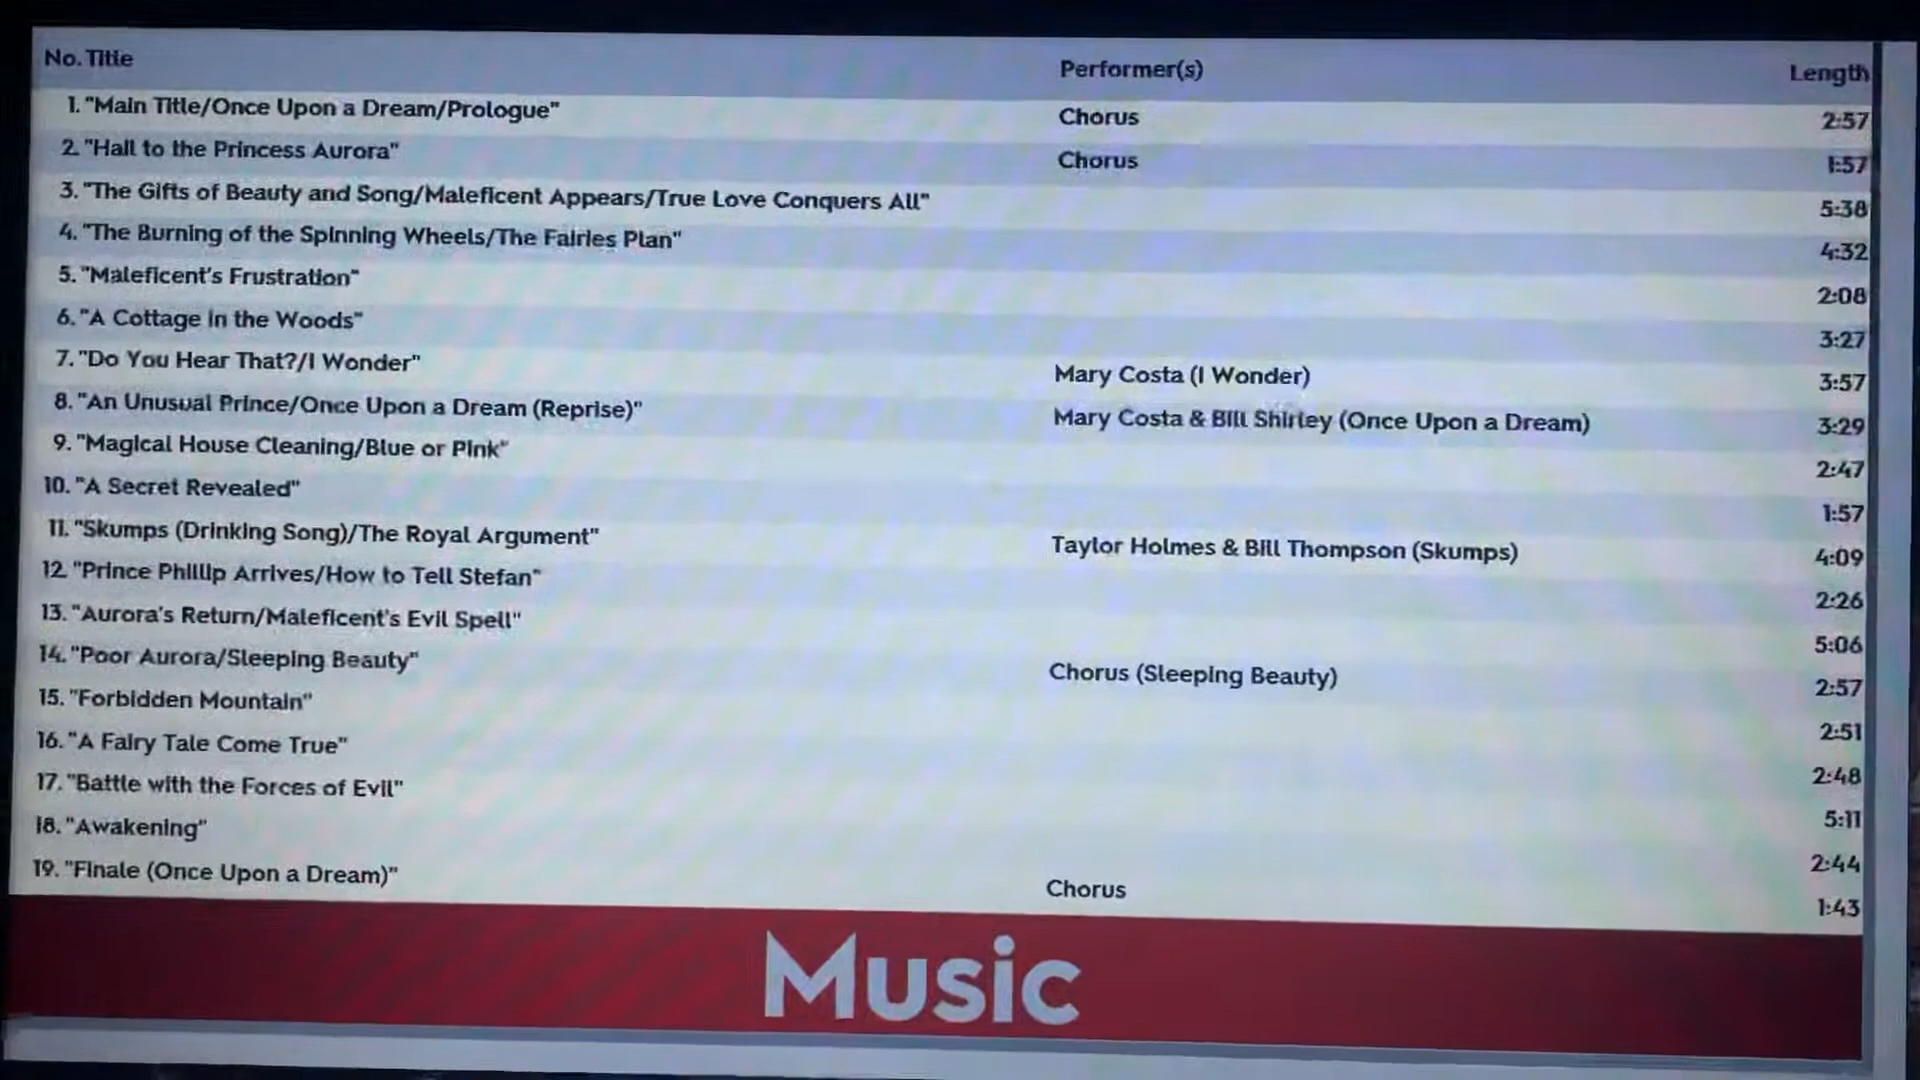 No. Title Performer(s) Length
1. "Main Title/Once Upon a Dream/Prologue" Chorus 2:57
2. "Hail to the Princess Aurora" Chorus 1:57
3. "The Gifts of Beauty and Song/Maleficent Appears/True Love Conquers All" 5:38
4. "The Burning of the Spinning Wheels/The Fairies Plan" 4:32
5. "Maleficent's Frustration" 2:08
6. "A Cottage in the Woods" 3:27
7. "Do You Hear That?/I Wonder" Mary Costa (I Wonder) 3:57
8. "An Unusual Prince/Once Upon a Dream (Reprise)" Mary Costa & Bill Shirley (Once Upon a Dream) 3:29
9. "Magical House Cleaning/Blue or Pink" 2:47
10. "A Secret Revealed" 1:57
11. "Skumps (Drinking Song)/The Royal Argument" Taylor Holmes & Bill Thompson (Skumps) 4:09
12. "Prince Phillip Arrives/How to Tell Stefan" 2:26
13. "Aurora's Return/Maleficent's Evil Spell" 5:06
14. "Poor Aurora/Sleeping Beauty" Chorus (Sleeping Beauty) 2:57
15. "Forbidden Mountain" 2:51
16. "A Fairy Tale Come True" 2:48
17. "Battle with the Forces of Evil" 5:11
18. "Awakening" 2:44
19. "Finale (Once Upon a Dream)" Chorus 1:43
Music